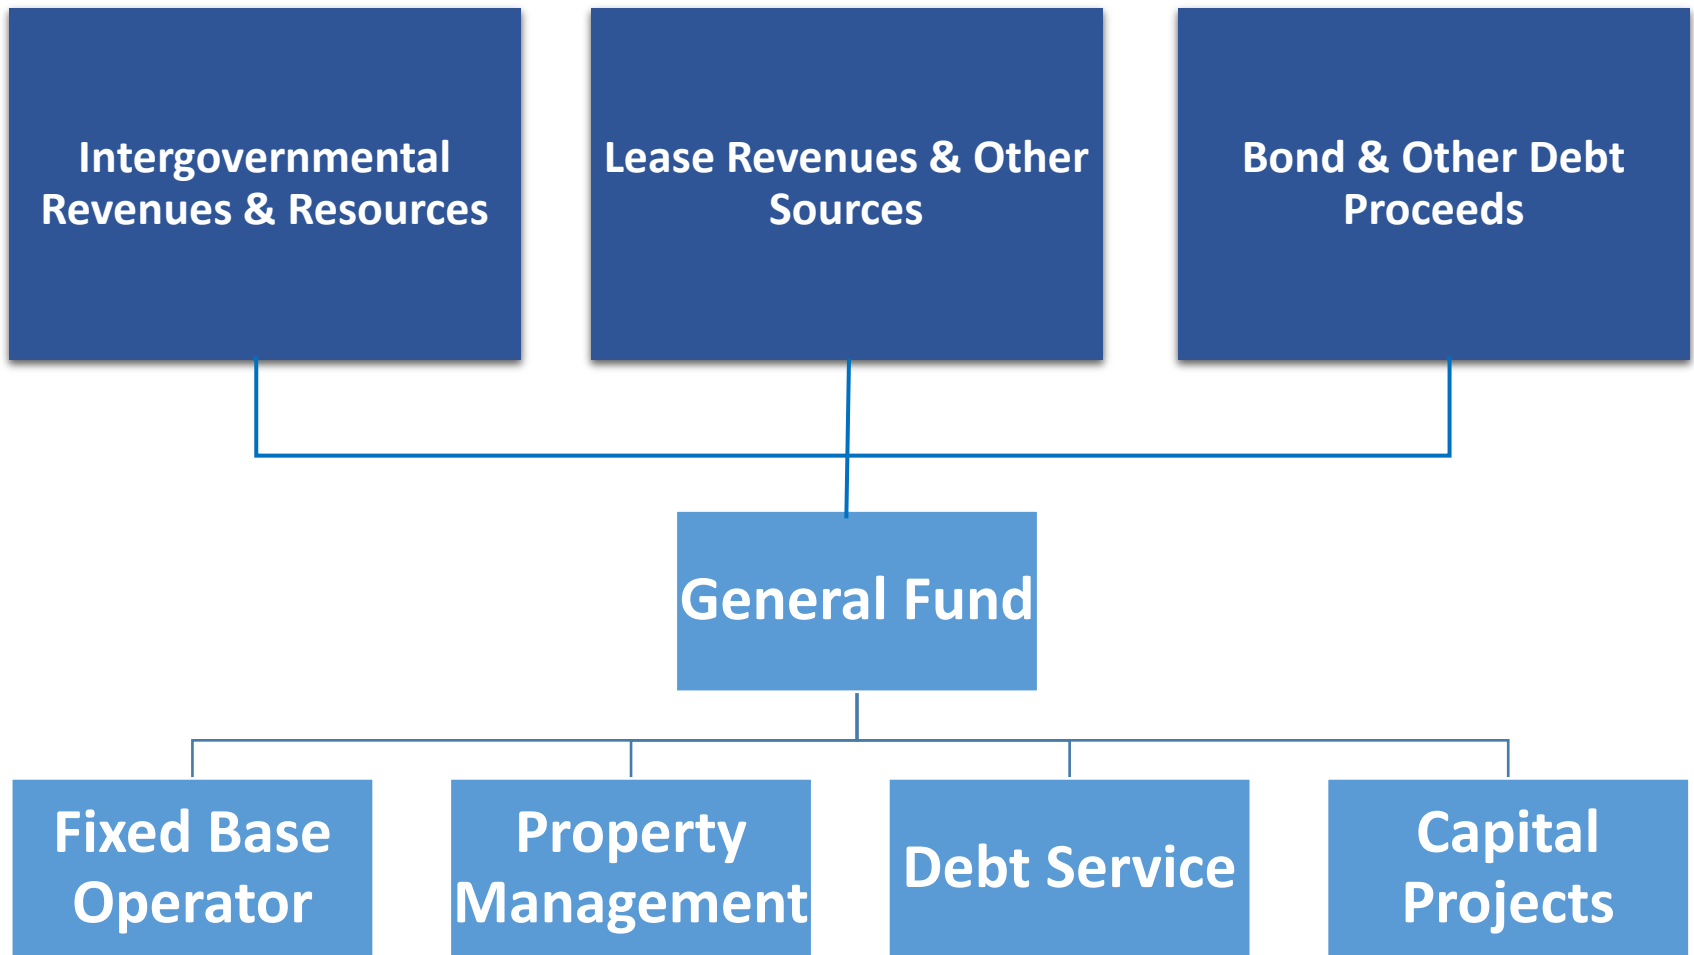 Intergovernmental
Revenues & Resources
Lease Revenues & Other
Sources
Bond & Other Debt
Proceeds
General Fund
Fixed Base
Operator
Property
Management
Debt Service
Capital
Projects